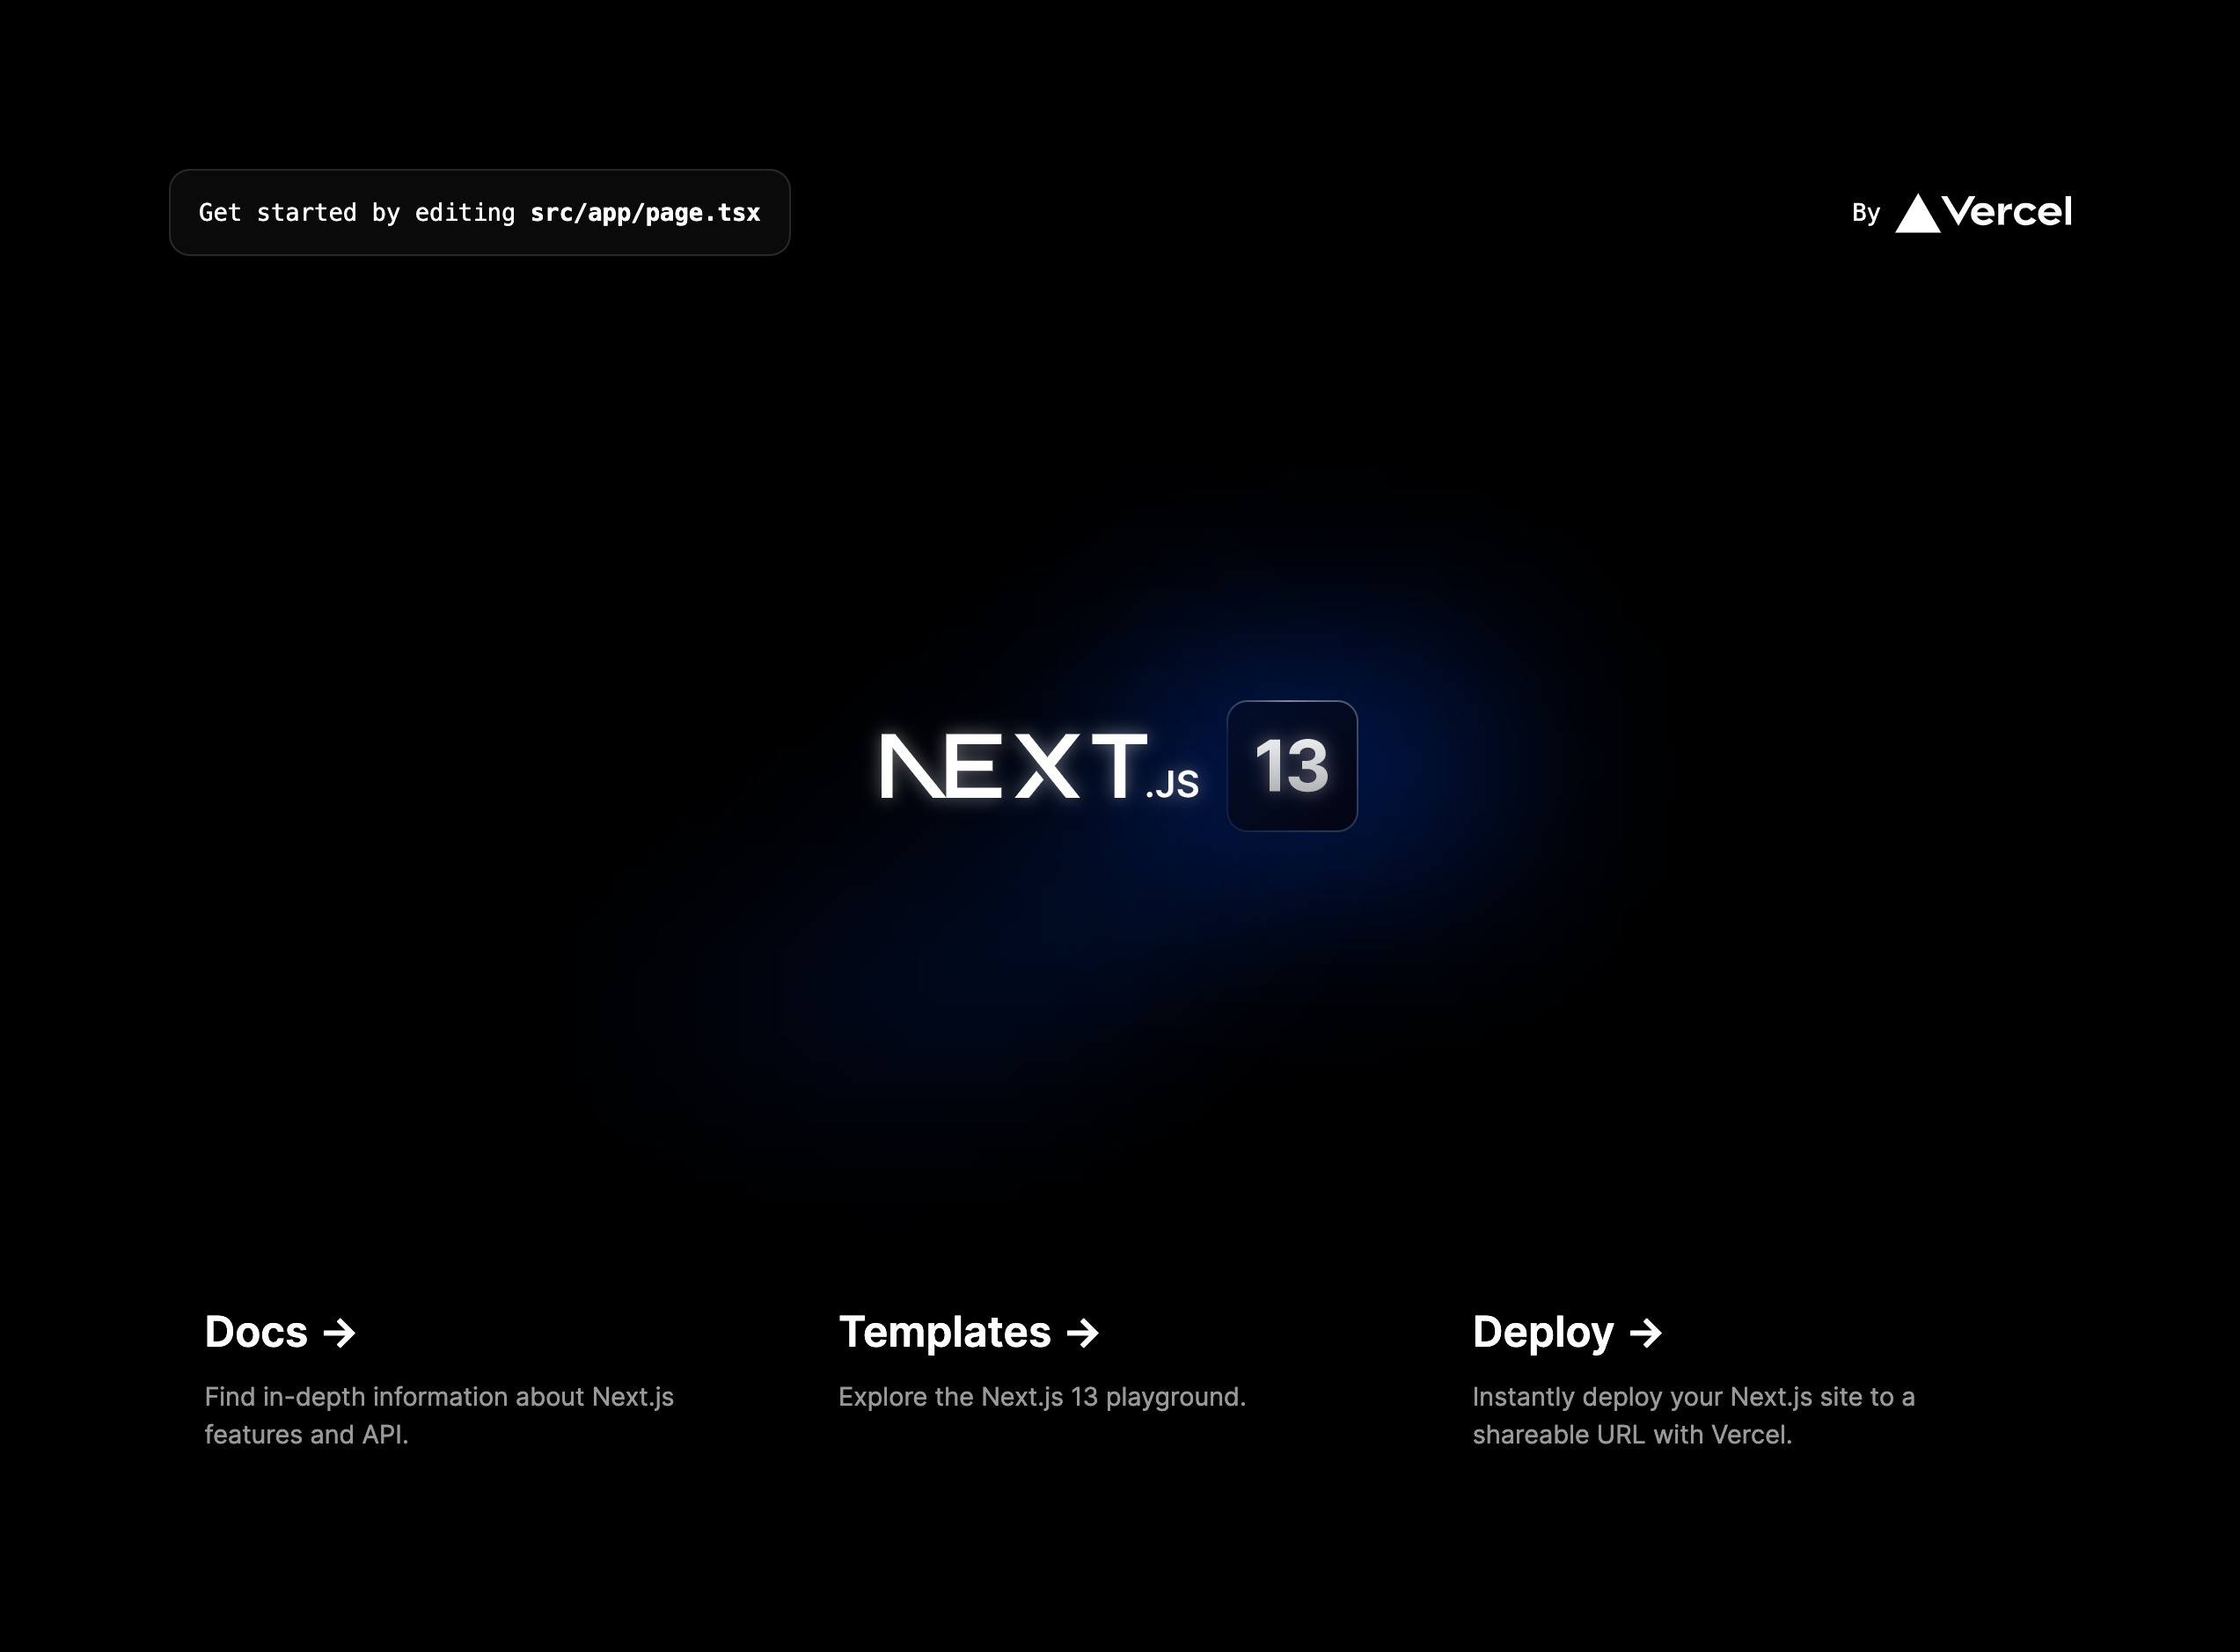 Get started by editing src/app/page.tsx
By Vercel
NEXT.JS 13
Docs →
Find in-depth information about Next.js
features and API.
Templates →
Explore the Next.js 13 playground.
Deploy →
Instantly deploy your Next.js site to a
shareable URL with Vercel.